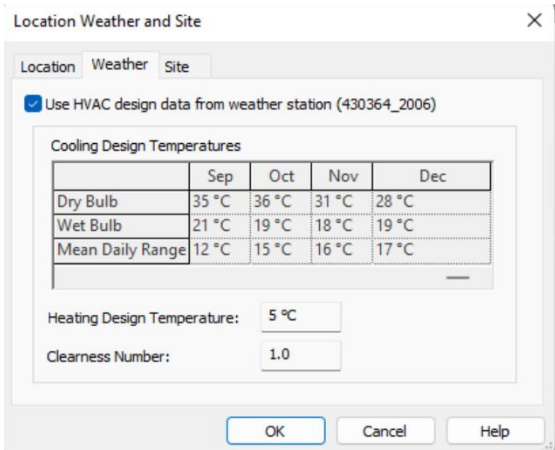 Location Weather and Site
Location Weather Site
Use HVAC design data from weather station (430364_2006)
Cooling Design Temperatures
Sep Oct Nov Dec
Dry Bulb 35 °C 36 °C 31 °C 28 °C
Wet Bulb 21 °C 19 °C 18 °C 19 °C
Mean Daily Range 12 °C 15 °C 16 °C 17 °C
Heating Design Temperature: 5 °C
Clearness Number: 1.0
OK Cancel Help